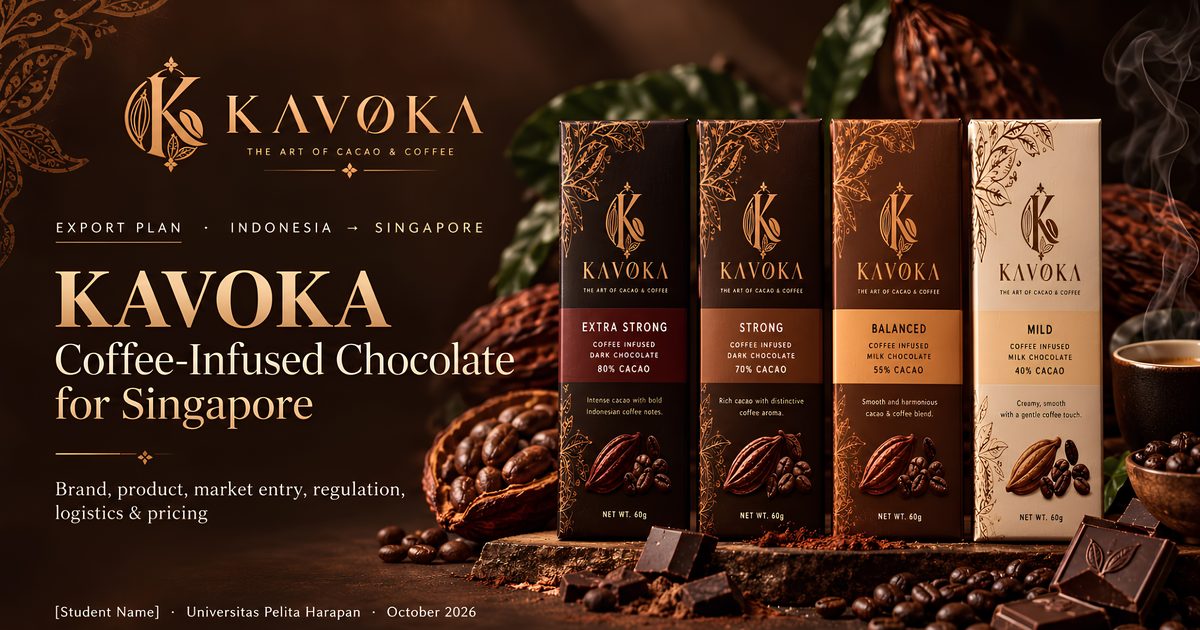 KAVØKA
THE ART OF CACAO & COFFEE
EXPORT PLAN · INDONESIA → SINGAPORE
KAVOKA
Coffee-Infused Chocolate
for Singapore
Brand, product, market entry, regulation,
logistics & pricing
[Student Name] · Universitas Pelita Harapan · October 2026
K
KAVØKA
THE ART OF CACAO & COFFEE
EXTRA STRONG
COFFEE INFUSED
DARK CHOCOLATE
80% CACAO
Intense cacao with bold
Indonesian coffee notes.
NET WT. 60g
K
KAVØKA
THE ART OF CACAO & COFFEE
STRONG
COFFEE INFUSED
DARK CHOCOLATE
70% CACAO
Rich cacao with distinctive
coffee aroma.
NET WT. 60g
K
KAVØKA
THE ART OF CACAO & COFFEE
BALANCED
COFFEE INFUSED
MILK CHOCOLATE
55% CACAO
Smooth and harmonious
cacao & coffee blend.
NET WT. 60g
K
KAVØKA
THE ART OF CACAO & COFFEE
MILD
COFFEE INFUSED
MILK CHOCOLATE
40% CACAO
Creamy, smooth
with a gentle coffee touch.
NET WT. 60g